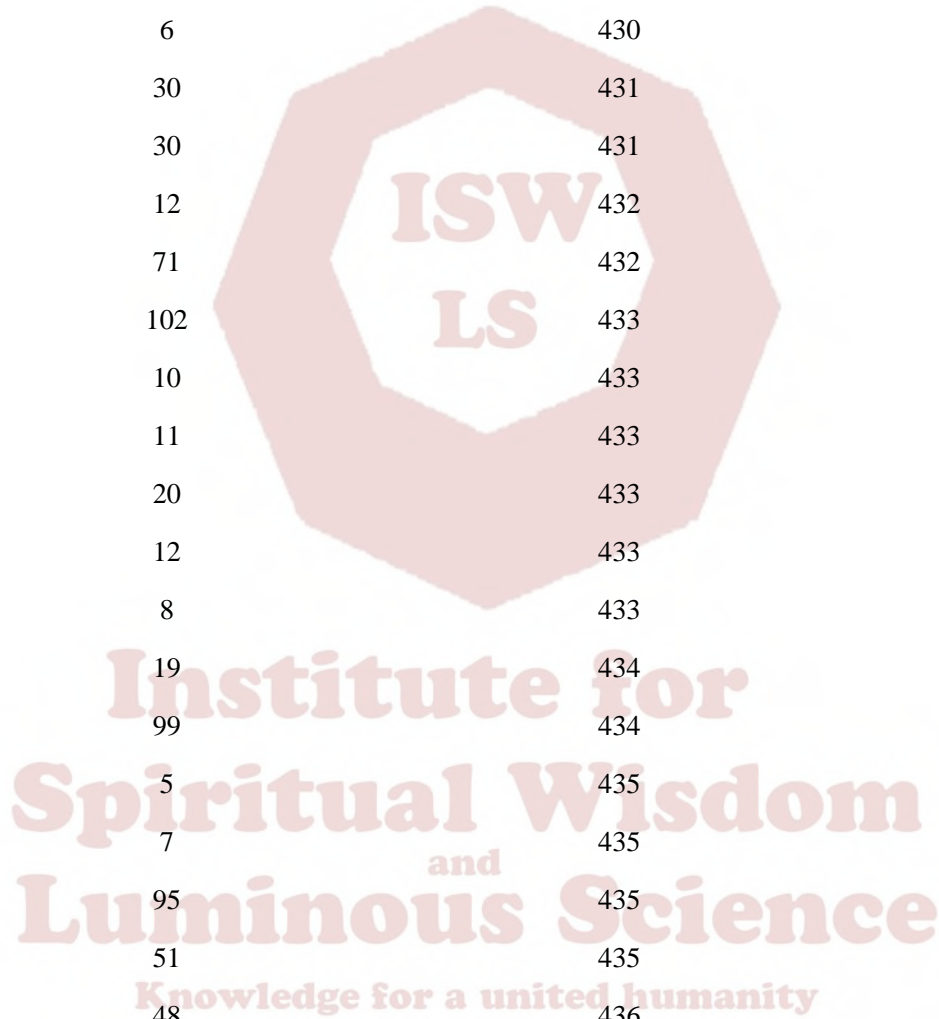 6 430
30 431
30 431
ISW
12 432
71 432
LS
102 433
10 433
11 433
20 433
12 433
8 433
Institute for
19 434
99 434
Spiritual Wisdom
5 435
7 435
and
Luminous Science
95 435
51 435
Knowledge for a united humanity
48 436